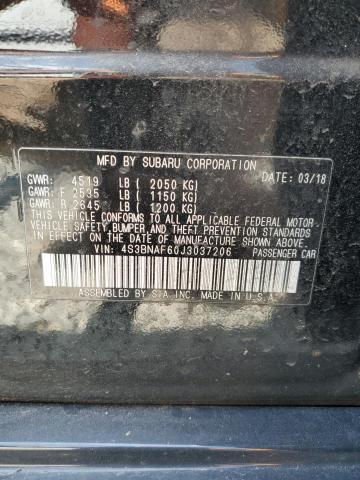 MFD BY SUBARU CORPORATION
DATE: 03/18
GVWR: 4519 LB ( 2050 KG)
GAWR: F 2535 LB ( 1150 KG)
GAWR: R 2645 LB ( 1200 KG)
THIS VEHICLE CONFORMS TO ALL APPLICABLE FEDERAL MOTOR
VEHICLE SAFETY,BUMPER,AND THEFT PREVENTION STANDARDS
IN EFFECT ON THE DATE OF MANUFACTURE SHOWN ABOVE.
VIN: 4S3BNAF60J3037206 PASSENGER CAR
ASSEMBLED BY S I A INC. MADE IN U.S.A.